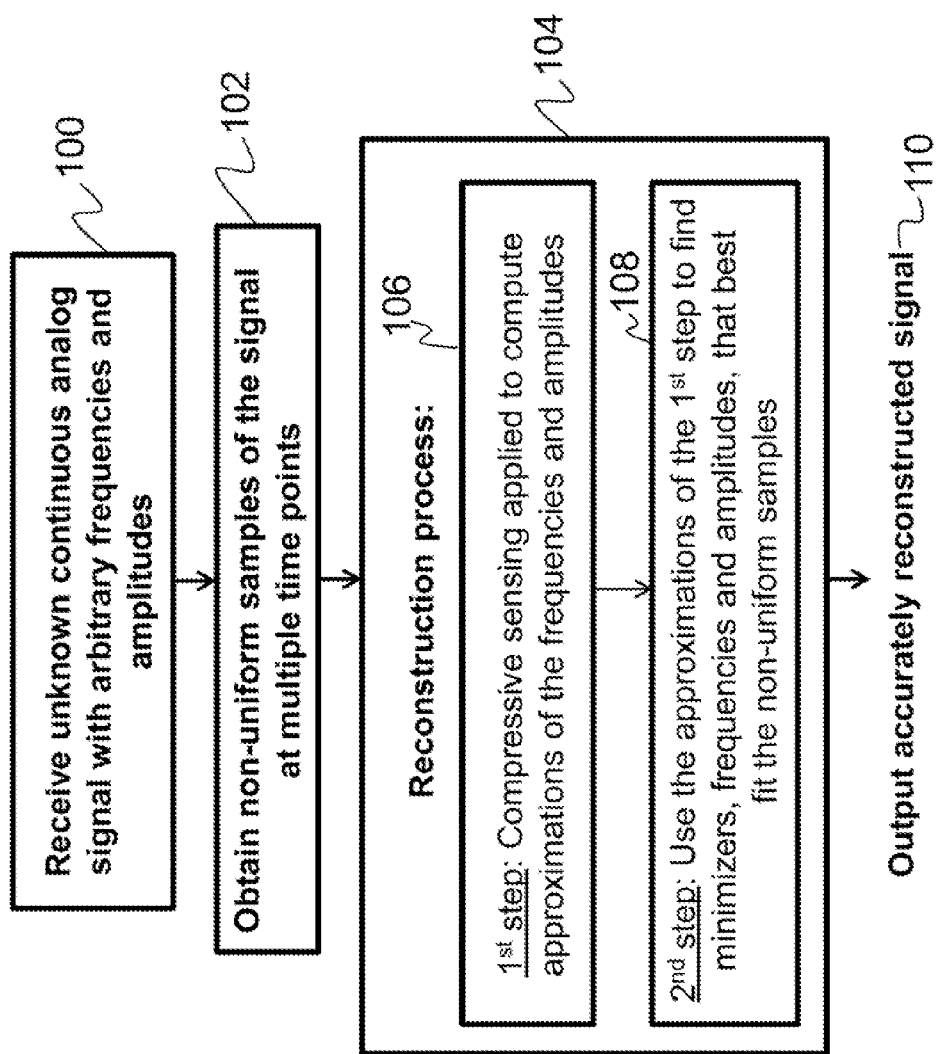 Receive unknown continuous analog
signal with arbitrary frequencies and
amplitudes
100
Obtain non-uniform samples of the signal
at multiple time points
102
104
Reconstruction process:
106
1st step: Compressive sensing applied to compute
approximations of the frequencies and amplitudes
108
2nd step: Use the approximations of the 1st step to find
minimizers, frequencies and amplitudes, that best
fit the non-uniform samples
Output accurately reconstructed signal
110